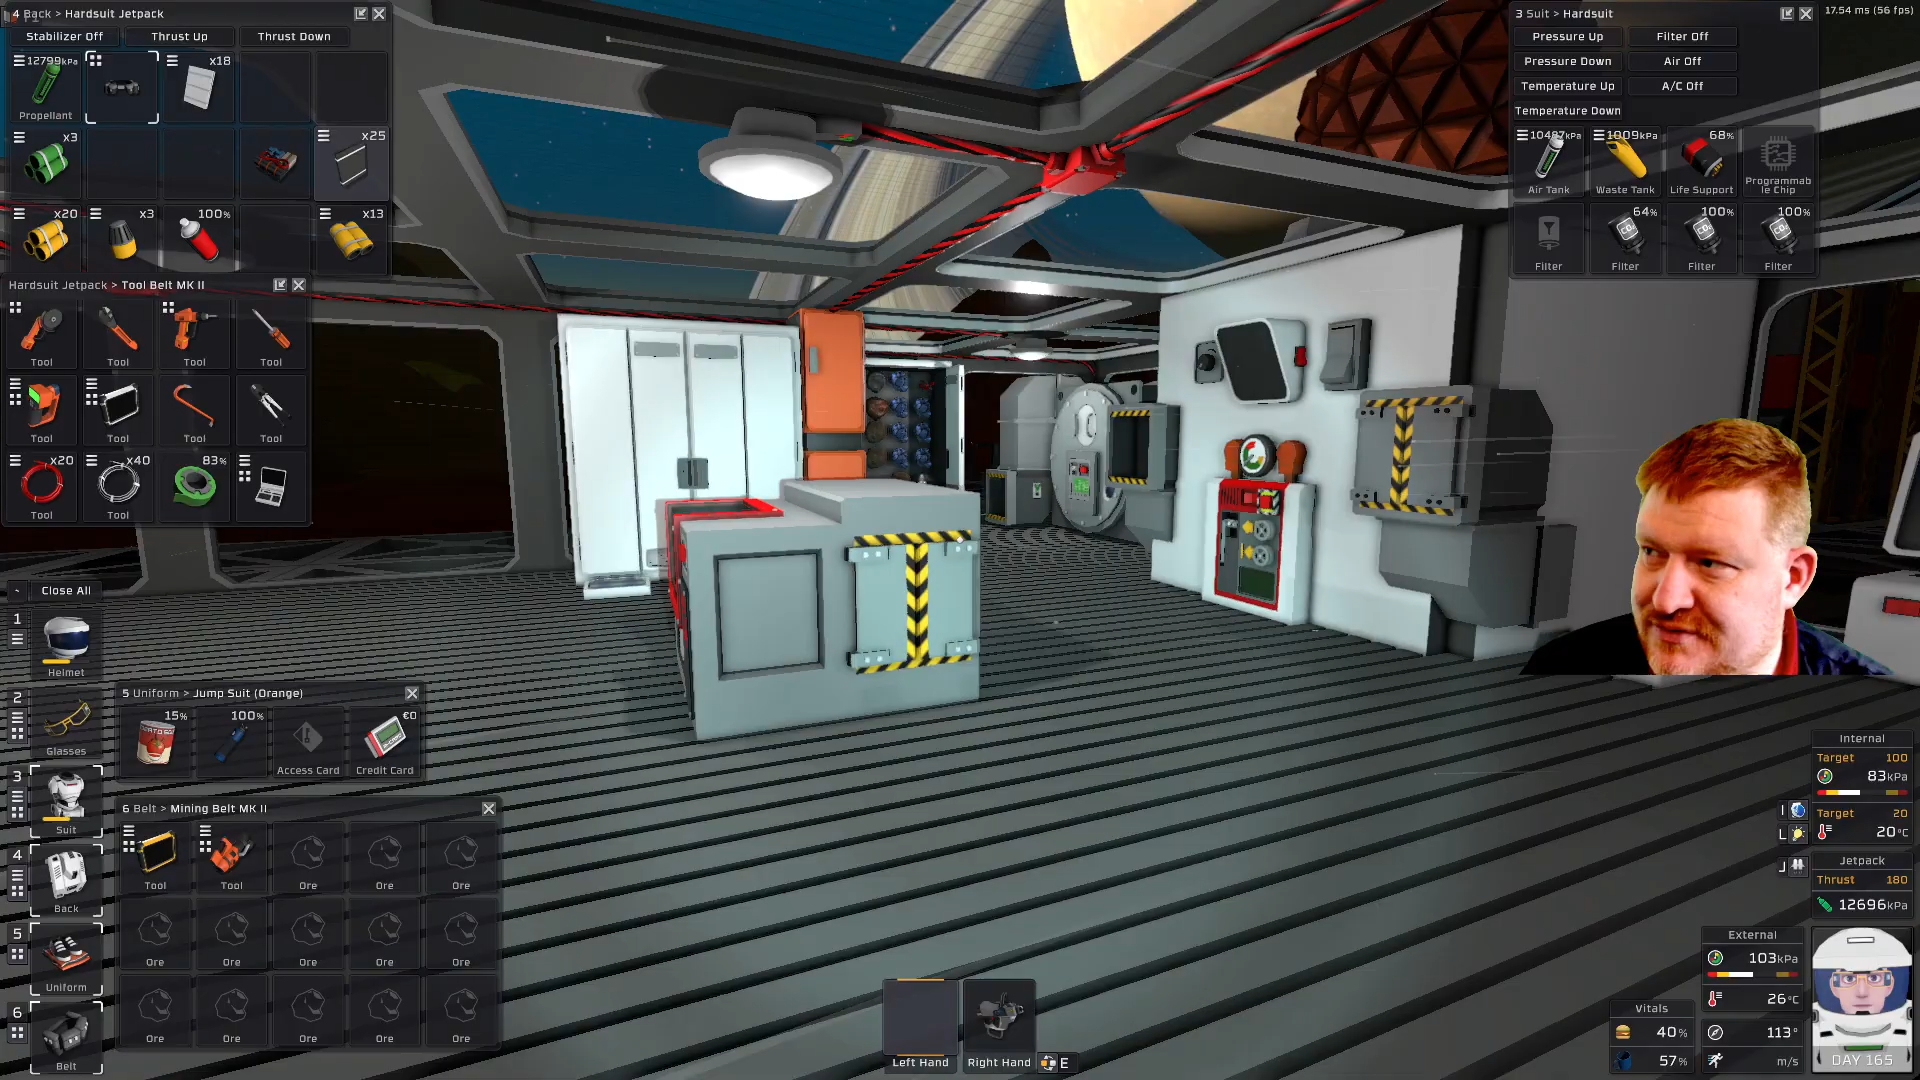 4 Back > Hardsuit Jetpack
Stabilizer Off
Thrust Up
Thrust Down
12799kPa
x18
Propellant
x3
x25
x20
x3
100%
x13
Hardsuit Jetpack > Tool Belt MK II
Tool
Tool
Tool
Tool
Tool
Tool
Tool
Tool
x20
x40
83%
Tool
Tool
3 Suit > Hardsuit
17.54 ms (56 fps)
Pressure Up
Filter Off
Pressure Down
Air Off
Temperature Up
A/C Off
Temperature Down
10487kPa
1009kPa
68%
Air Tank
Waste Tank
Life Support
Programmab
le Chip
64%
100%
100%
Filter
Filter
Filter
Filter
~
Close All
1
Helmet
2
Glasses
3
Suit
4
Back
5
Uniform
6
Belt
5 Uniform > Jump Suit (Orange)
15%
100%
€0
Access Card
Credit Card
6 Belt > Mining Belt MK II
Tool
Tool
Ore
Ore
Ore
Ore
Ore
Ore
Ore
Ore
Ore
Ore
Ore
Ore
Ore
Left Hand
Right Hand
E
Internal
Target 100
83kPa
I
Target 20
L
20°C
Jetpack
J
Thrust 180
12696kPa
External
103kPa
26°C
Vitals
40%
113°
57%
m/s
DAY 165